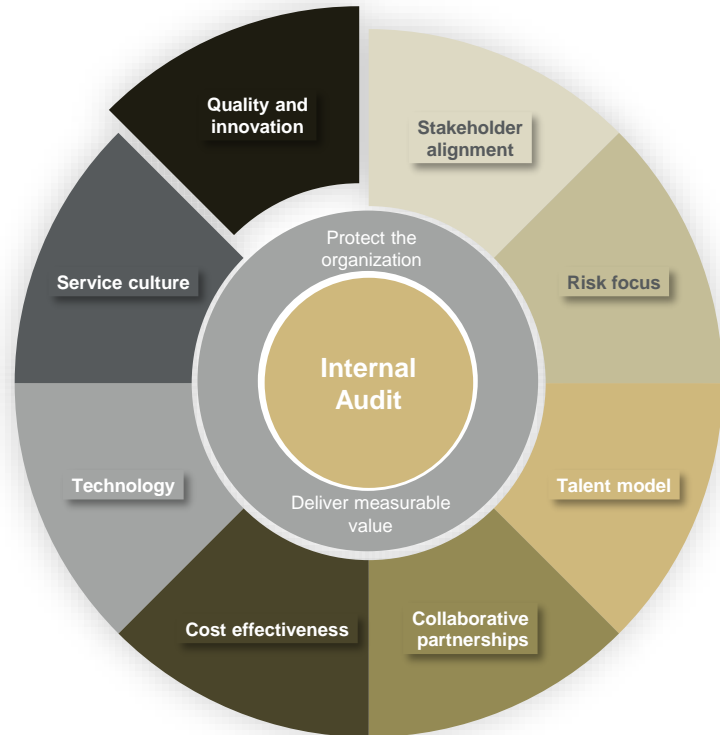 Quality and
innovation
Stakeholder
alignment
Risk focus
Talent model
Collaborative
partnerships
Cost effectiveness
Technology
Service culture
Protect the
organization
Internal
Audit
Deliver measurable
value